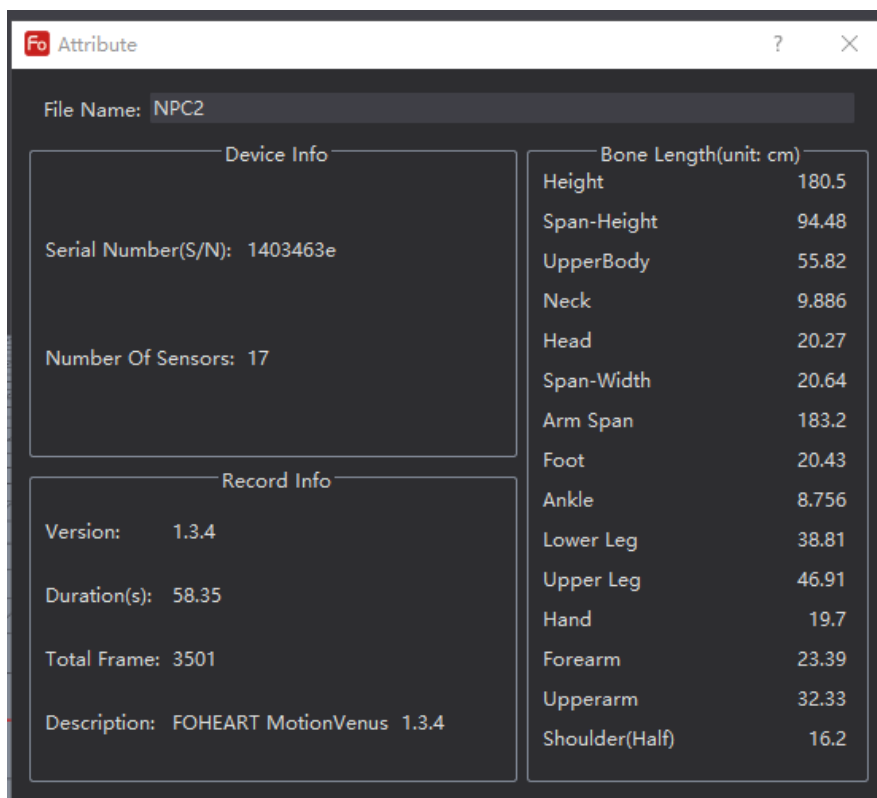 Fo Attribute ?
File Name: NPC2
Device Info
Serial Number(S/N): 1403463e
Number Of Sensors: 17
Record Info
Version: 1.3.4
Duration(s): 58.35
Total Frame: 3501
Description: FOHEART MotionVenus 1.3.4
Bone Length(unit: cm)
Height 180.5
Span-Height 94.48
UpperBody 55.82
Neck 9.886
Head 20.27
Span-Width 20.64
Arm Span 183.2
Foot 20.43
Ankle 8.756
Lower Leg 38.81
Upper Leg 46.91
Hand 19.7
Forearm 23.39
Upperarm 32.33
Shoulder(Half) 16.2